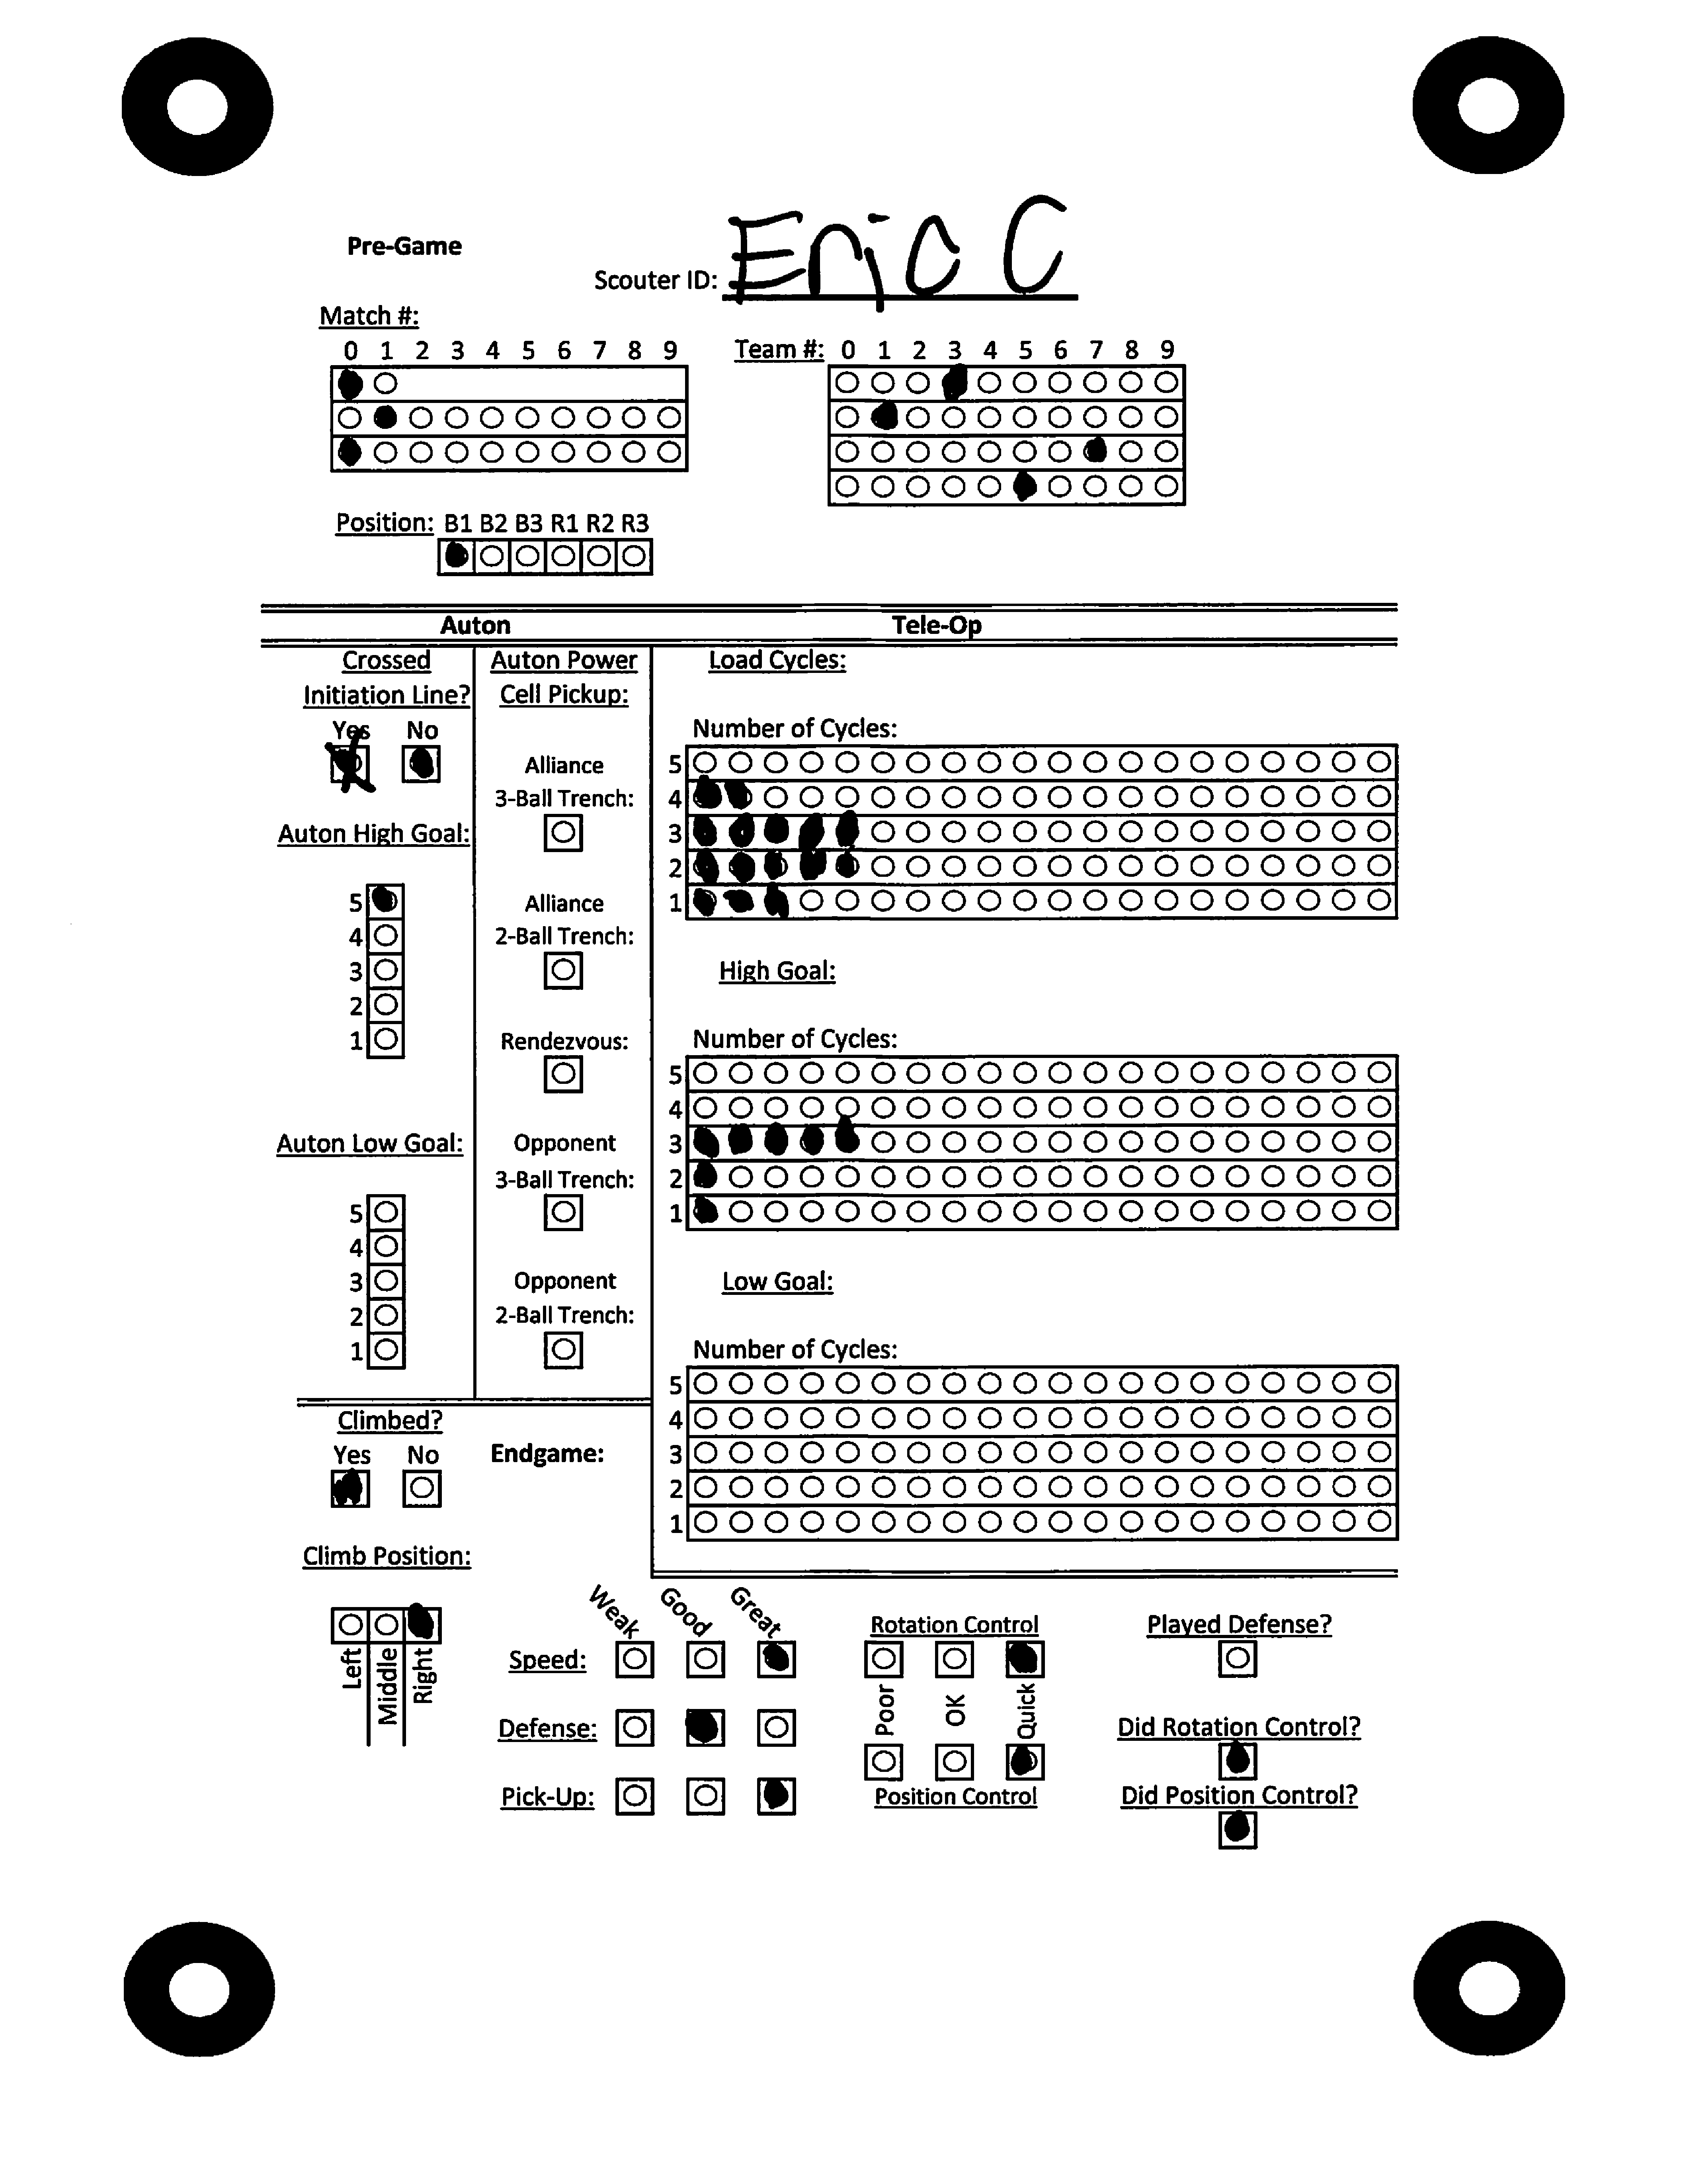 Pre-Game
Scouter ID: Eric C
Match #:
0 1 2 3 4 5 6 7 8 9
Team #: 0 1 2 3 4 5 6 7 8 9
Position: B1 B2 B3 R1 R2 R3
Auton
Tele-Op
Crossed
Initiation Line?
Yes No
Auton High Goal:
5
4
3
2
1
Auton Low Goal:
5
4
3
2
1
Auton Power
Cell Pickup:
Alliance
3-Ball Trench:
Alliance
2-Ball Trench:
Rendezvous:
Opponent
3-Ball Trench:
Opponent
2-Ball Trench:
Load Cycles:
Number of Cycles:
5
4
3
2
1
High Goal:
Number of Cycles:
5
4
3
2
1
Low Goal:
Number of Cycles:
5
4
3
2
1
Climbed?
Yes No
Endgame:
Climb Position:
Left
Middle
Right
Weak
Good
Great
Speed:
Defense:
Pick-Up:
Rotation Control
Poor
OK
Quick
Position Control
Played Defense?
Did Rotation Control?
Did Position Control?